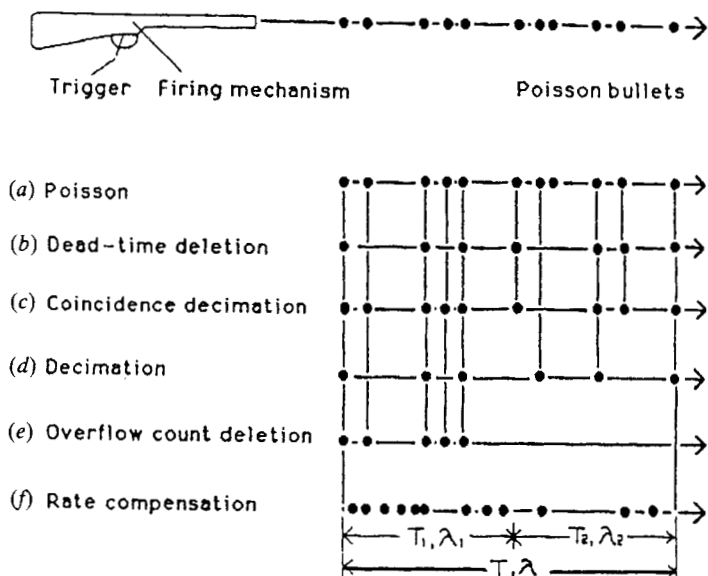 Trigger Firing mechanism Poisson bullets
(a) Poisson
(b) Dead-time deletion
(c) Coincidence decimation
(d) Decimation
(e) Overflow count deletion
(f) Rate compensation
T₁, λ₁ T₂, λ₂
T, λ